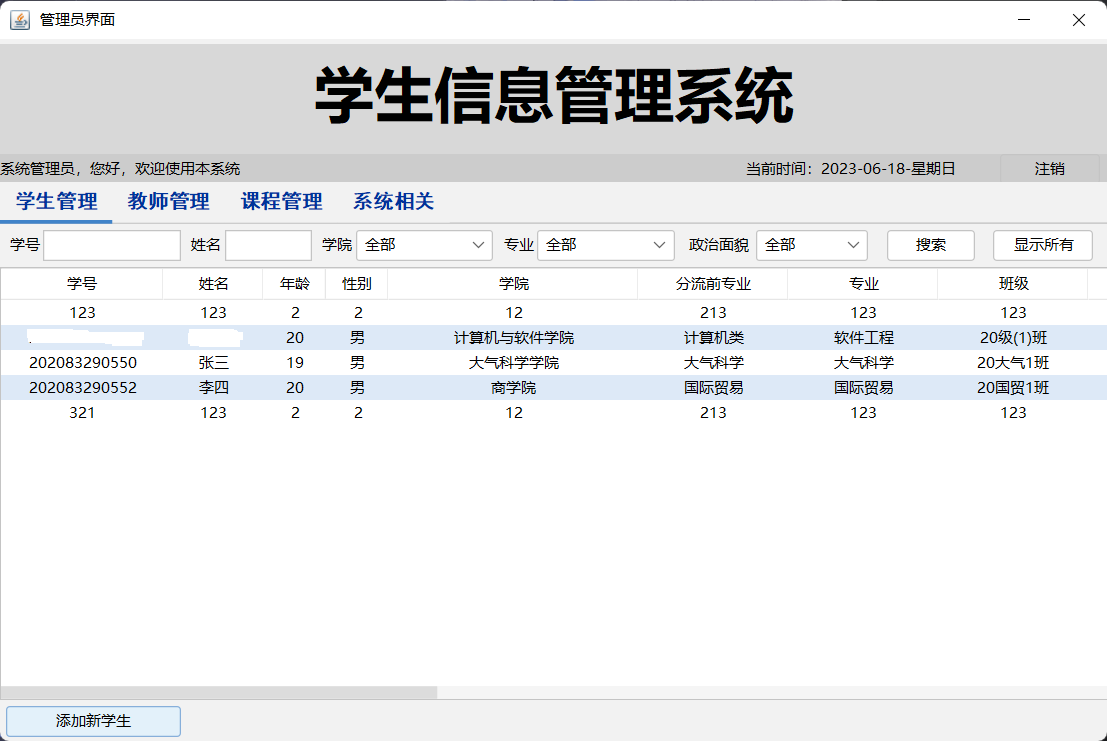 管理员界面
学生信息管理系统
系统管理员，您好，欢迎使用本系统 当前时间：2023-06-18-星期日 注销
学生管理 教师管理 课程管理 系统相关
学号 姓名 学院 全部 专业 全部 政治面貌 全部 搜索 显示所有
学号 姓名 年龄 性别 学院 分流前专业 专业 班级
123 123 2 2 12 213 123 123
20 男 计算机与软件学院 计算机类 软件工程 20级(1)班
202083290550 张三 19 男 大气科学学院 大气科学 大气科学 20大气1班
202083290552 李四 20 男 商学院 国际贸易 国际贸易 20国贸1班
321 123 2 2 12 213 123 123
添加新学生